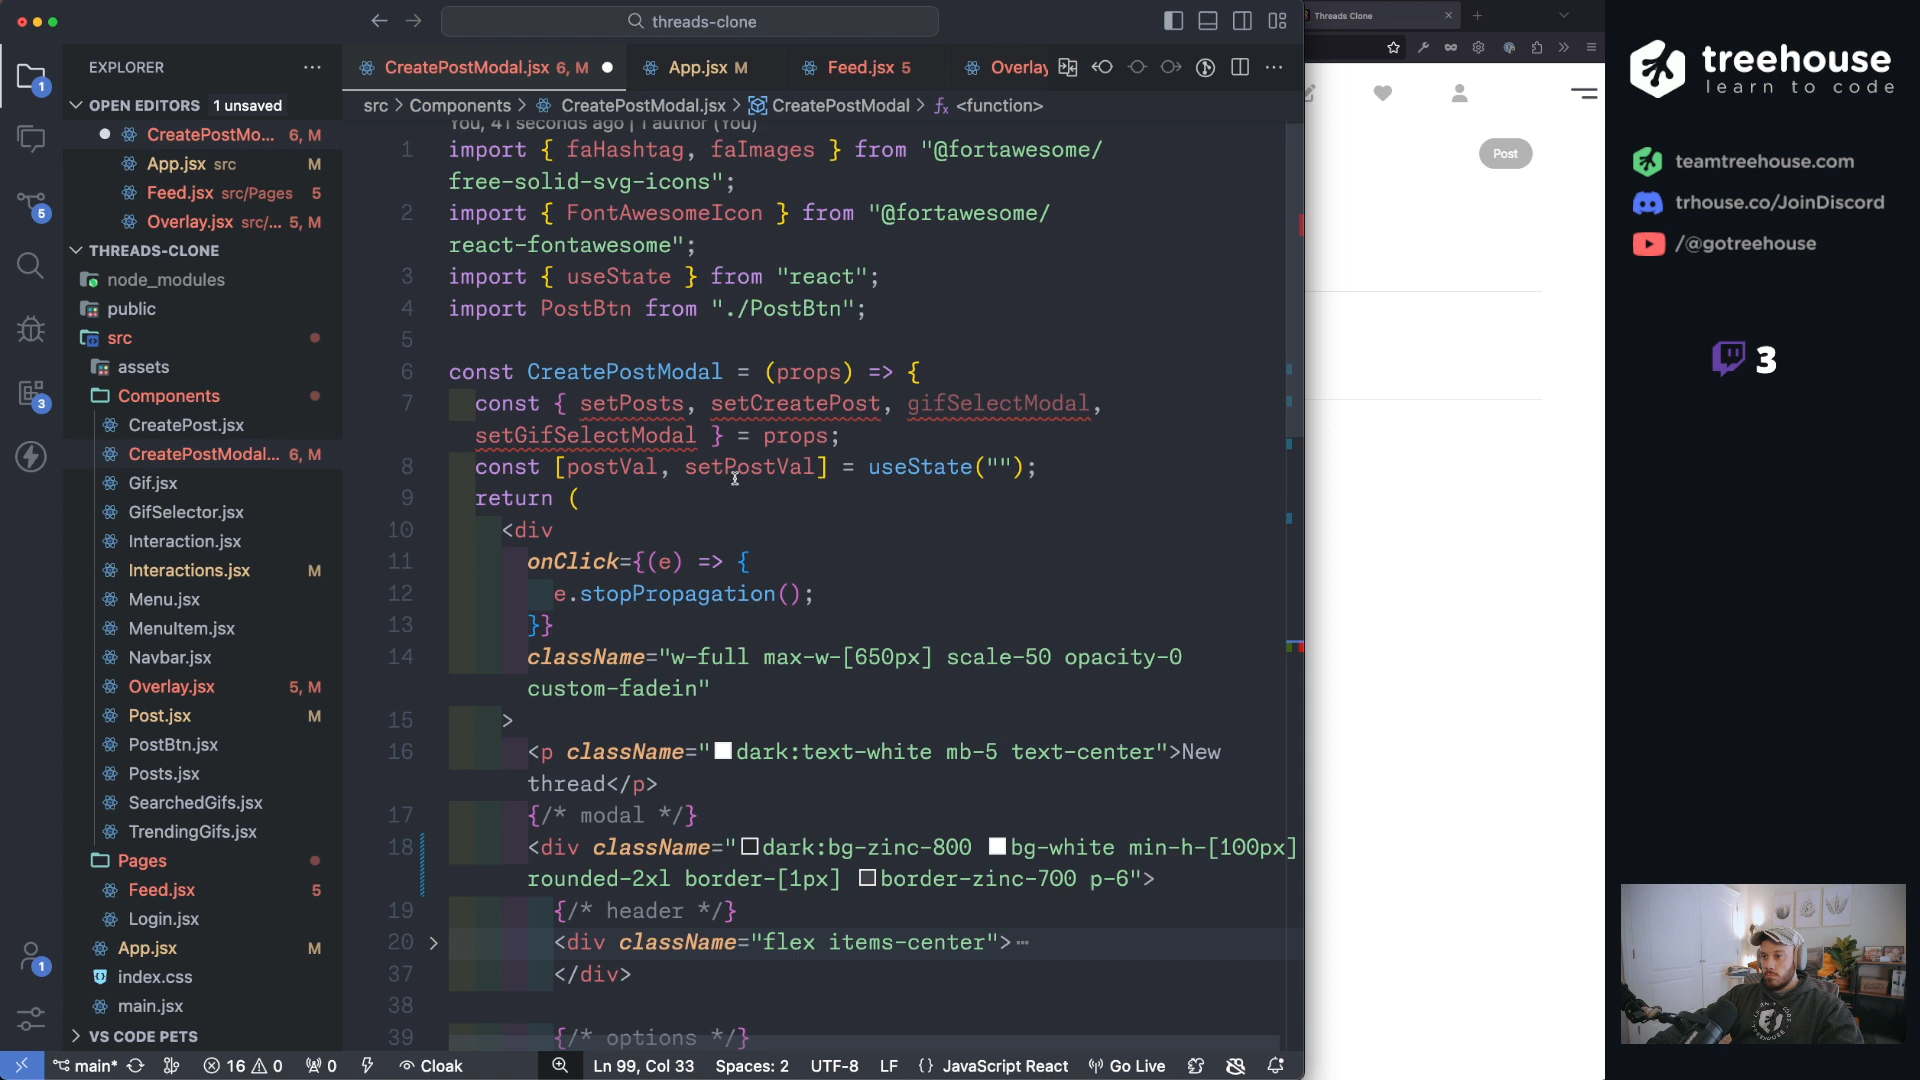 threads-clone
Threads Clone
EXPLORER
OPEN EDITORS 1 unsaved
CreatePostMo... 6, M
App.jsx src M
Feed.jsx src/Pages 5
Overlay.jsx src/... 5, M
THREADS-CLONE
node_modules
public
src
assets
Components
CreatePost.jsx
CreatePostModal... 6, M
Gif.jsx
GifSelector.jsx
Interaction.jsx
Interactions.jsx M
Menu.jsx
MenuItem.jsx
Navbar.jsx
Overlay.jsx 5, M
Post.jsx M
PostBtn.jsx
Posts.jsx
SearchedGifs.jsx
TrendingGifs.jsx
Pages
Feed.jsx 5
Login.jsx
App.jsx M
index.css
main.jsx
VS CODE PETS
1
5
3
1
CreatePostModal.jsx 6, M
App.jsx M
Feed.jsx 5
Overlay
src > Components > CreatePostModal.jsx > CreatePostModal > <function>
You, 41 seconds ago | 1 author (You)
1 import { faHashtag, faImages } from "@fortawesome/
free-solid-svg-icons";
2 import { FontAwesomeIcon } from "@fortawesome/
react-fontawesome";
3 import { useState } from "react";
4 import PostBtn from "./PostBtn";
5
6 const CreatePostModal = (props) => {
7 const { setPosts, setCreatePost, gifSelectModal,
setGifSelectModal } = props;
8 const [postVal, setPostVal] = useState("");
9 return (
10 <div
11 onClick={(e) => {
12 e.stopPropagation();
13 }}
14 className="w-full max-w-[650px] scale-50 opacity-0
custom-fadein"
15 >
16 <p className="dark:text-white mb-5 text-center">New
thread</p>
17 {/* modal */}
18 <div className="dark:bg-zinc-800 bg-white min-h-[100px]
rounded-2xl border-[1px] border-zinc-700 p-6">
19 {/* header */}
20 <div className="flex items-center">⋯
37 </div>
38
39 {/* options */}
main* 16 0 0 Cloak Ln 99, Col 33 Spaces: 2 UTF-8 LF {} JavaScript React Go Live
Post
treehouse
learn to code
teamtreehouse.com
trhouse.co/JoinDiscord
/@gotreehouse
3